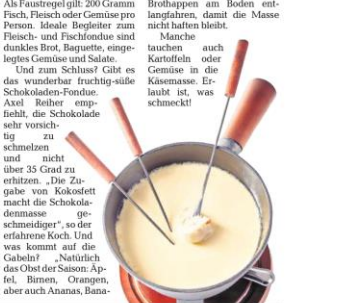 Als Faustregel gilt: 200 Gramm
Fisch, Fleisch oder Gemüse pro
Person. Ideale Begleiter zum
Fleisch- und Fischfondue sind
dunkles Brot, Baguette, einge-
legtes Gemüse und Salate.
Und zum Schluss? Gibt es
das wunderbar fruchtig-süße
Schokoladen-Fondue.
Axel Reiher emp-
fiehlt, die Schokolade
sehr vorsich-
tig zu
schmelzen
und nicht
über 35 Grad zu
erhitzen. „Die Zu-
gabe von Kokosfett
macht die Schokola-
denmasse ge-
schmeidiger“, so der
erfahrene Koch. Und
was kommt auf die
Gabeln? „Natürlich
das Obst der Saison: Äp-
fel, Birnen, Orangen,
aber auch Ananas, Bana-
Brothappen am Boden ent-
langfahren, damit die Masse
nicht haften bleibt.
Manche
tauchen auch
Kartoffeln oder
Gemüse in die
Käsemasse. Er-
laubt ist, was
schmeckt!